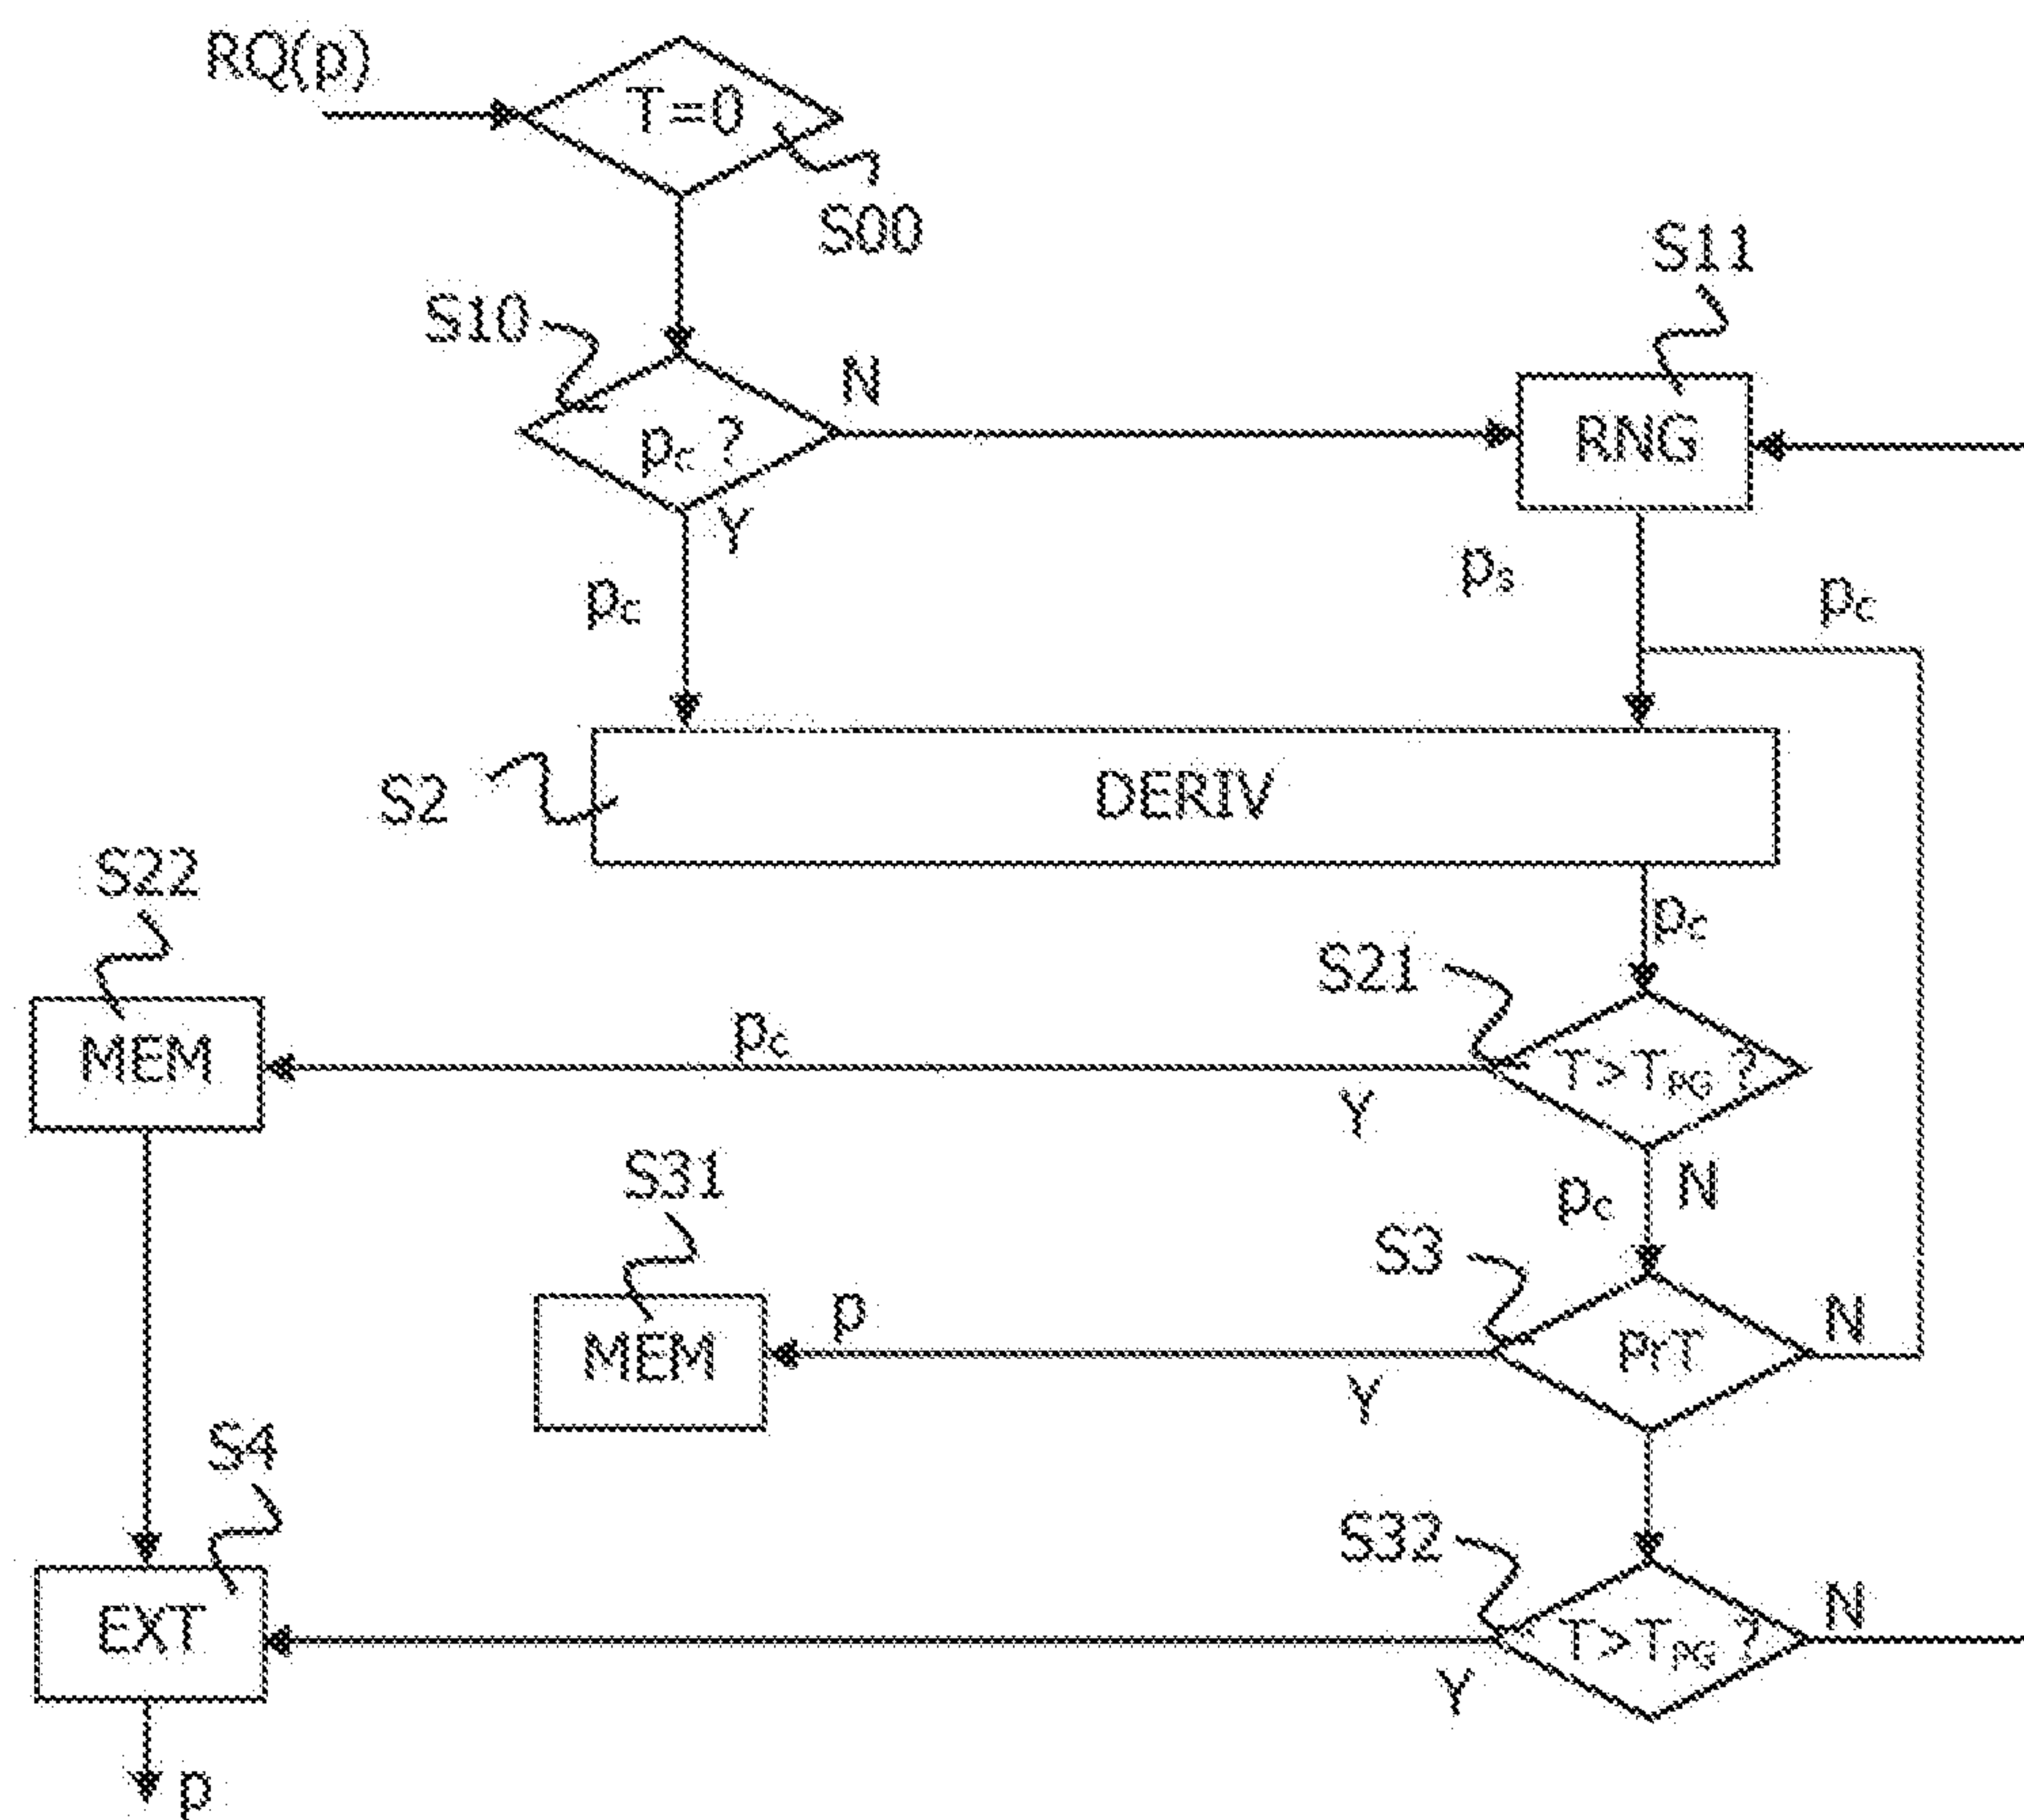 RQ(p)
T=0
S00
S11
S10
N
RNG
pc ?
Y
pc
ps
pc
S2
DERIV
S22
pc
S21
MEM
pc
T>TPG ?
Y
S31
pc
N
S3
MEM
p
PrT
N
Y
S4
S32
EXT
T>TPG ?
N
Y
p